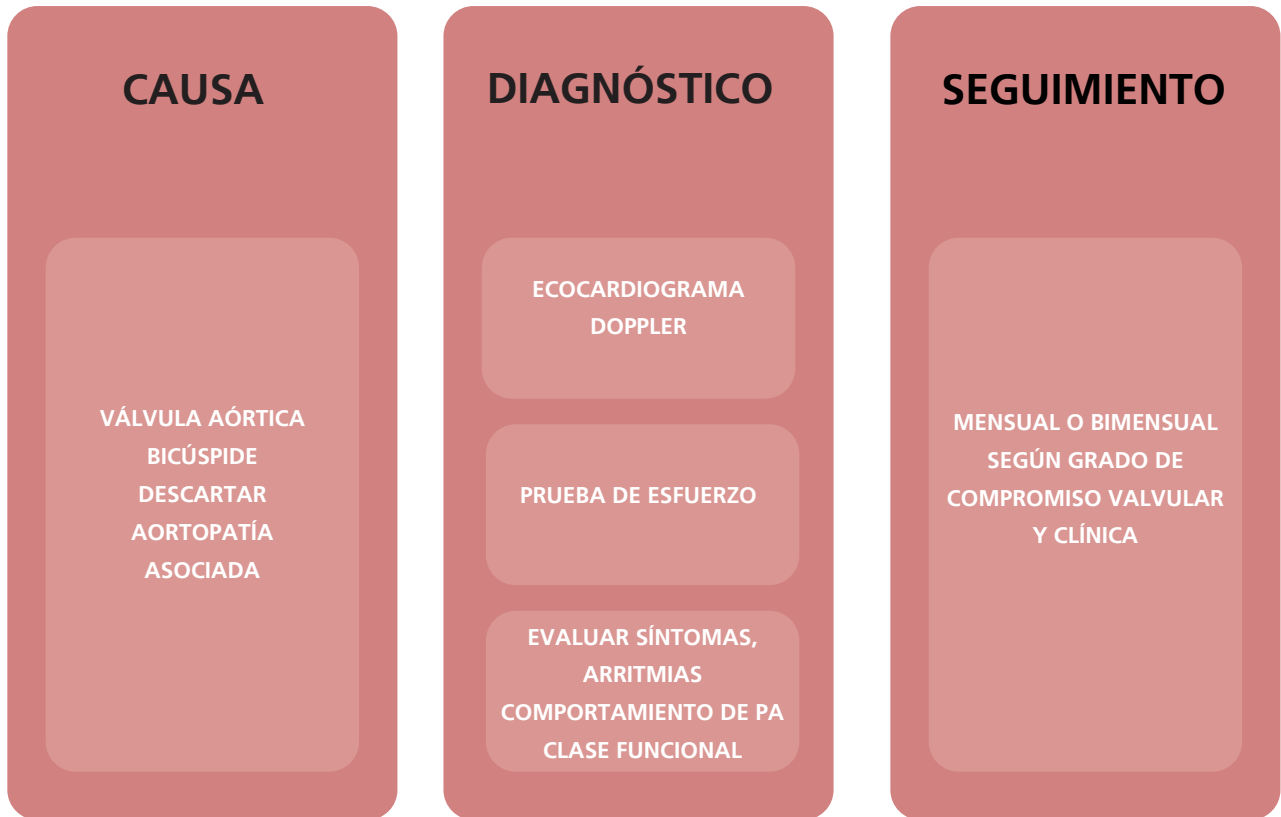 CAUSA
VÁLVULA AÓRTICA
BICÚSPIDE
DESCARTAR
AORTOPATÍA
ASOCIADA
DIAGNÓSTICO
ECOCARDIOGRAMA
DOPPLER
PRUEBA DE ESFUERZO
EVALUAR SÍNTOMAS,
ARRITMIAS
COMPORTAMIENTO DE PA
CLASE FUNCIONAL
SEGUIMIENTO
MENSUAL O BIMENSUAL
SEGÚN GRADO DE
COMPROMISO VALVULAR
Y CLÍNICA